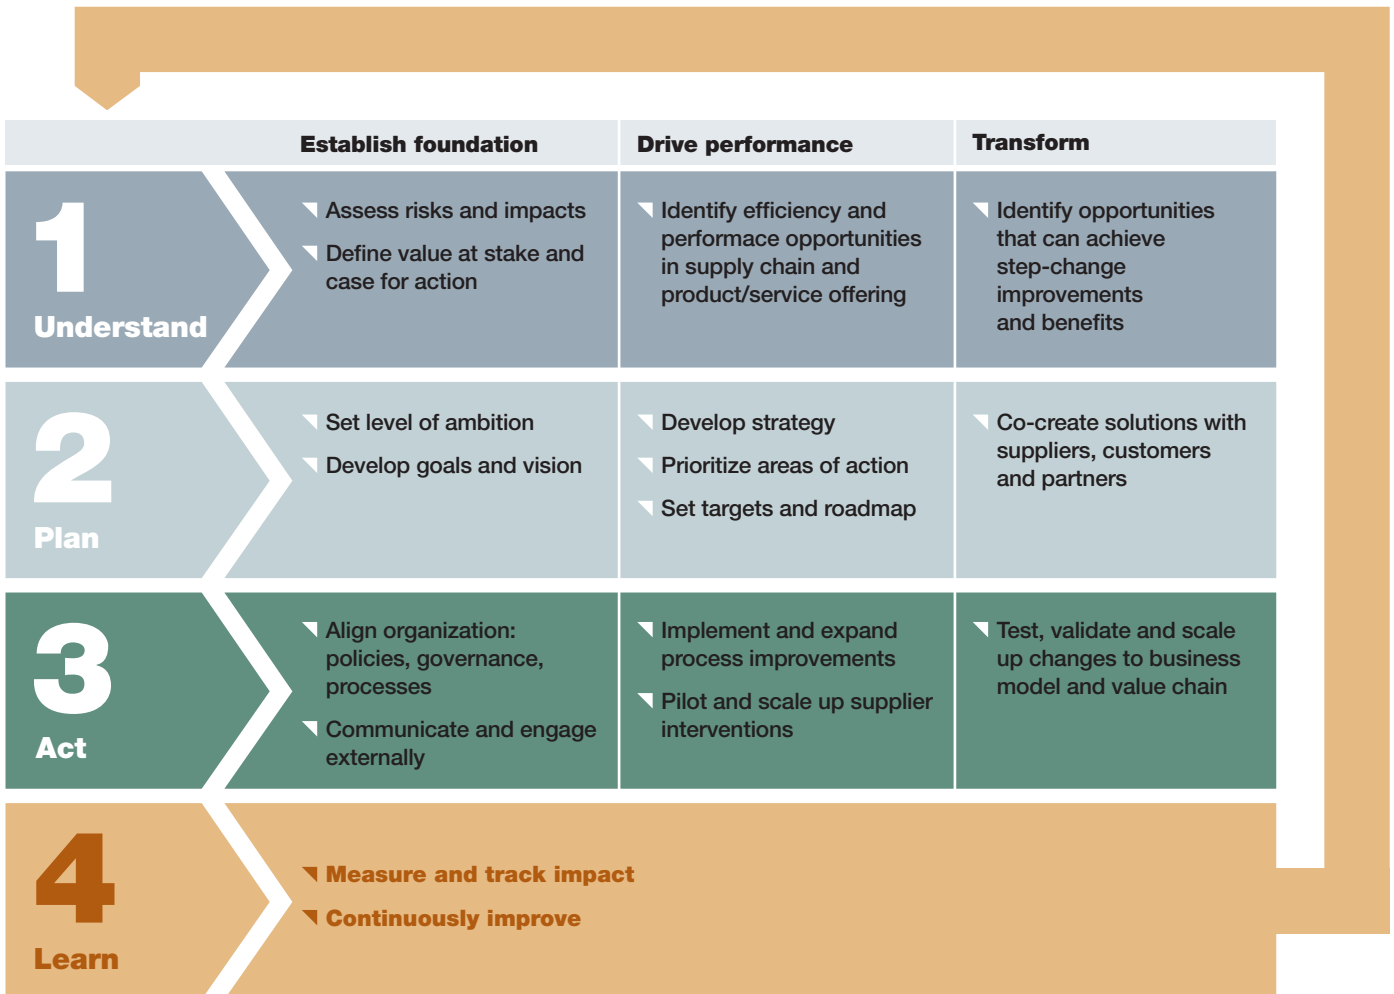 Establish foundation
Drive performance
Transform
1
Understand
Assess risks and impacts
Define value at stake and
case for action
Identify efficiency and
performace opportunities
in supply chain and
product/service offering
Identify opportunities
that can achieve
step-change
improvements
and benefits
2
Plan
Set level of ambition
Develop goals and vision
Develop strategy
Prioritize areas of action
Set targets and roadmap
Co-create solutions with
suppliers, customers
and partners
3
Act
Align organization:
policies, governance,
processes
Communicate and engage
externally
Implement and expand
process improvements
Pilot and scale up supplier
interventions
Test, validate and scale
up changes to business
model and value chain
4
Learn
Measure and track impact
Continuously improve